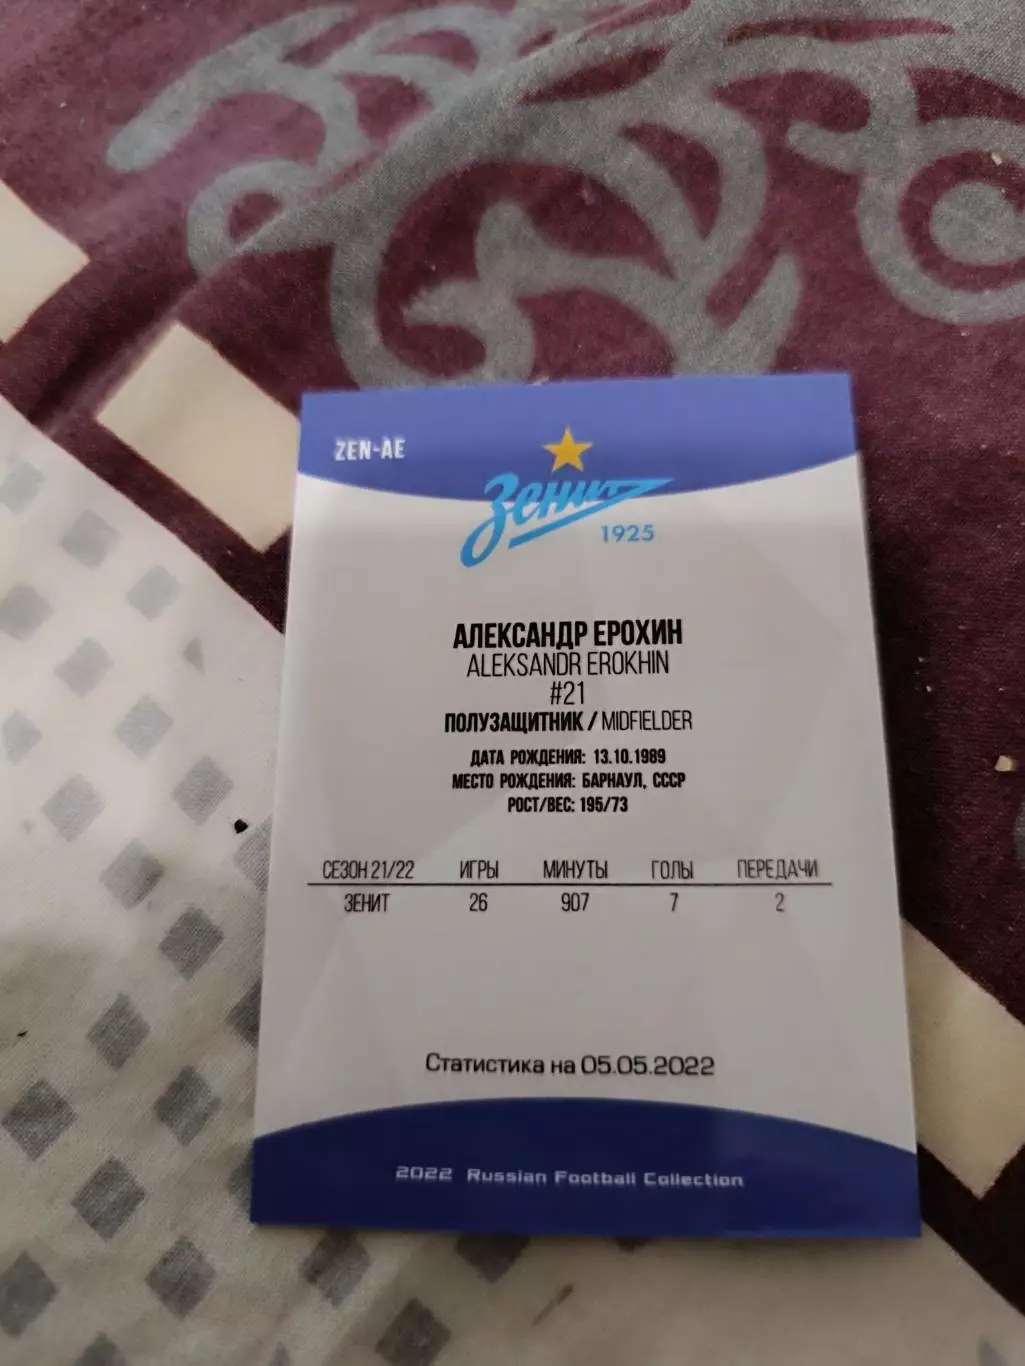 ZEN-AE
Зенит
1925
АЛЕКСАНДР ЕРОХИН
ALEKSANDR EROKHIN
#21
ПОЛУЗАЩИТНИК / MIDFIELDER
ДАТА РОЖДЕНИЯ: 13.10.1989
МЕСТО РОЖДЕНИЯ: БАРНАУЛ, СССР
РОСТ/ВЕС: 195/73
СЕЗОН 21/22 ИГРЫ МИНУТЫ ГОЛЫ ПЕРЕДАЧИ
ЗЕНИТ 26 907 7 2
Статистика на 05.05.2022
2022 Russian Football Collection